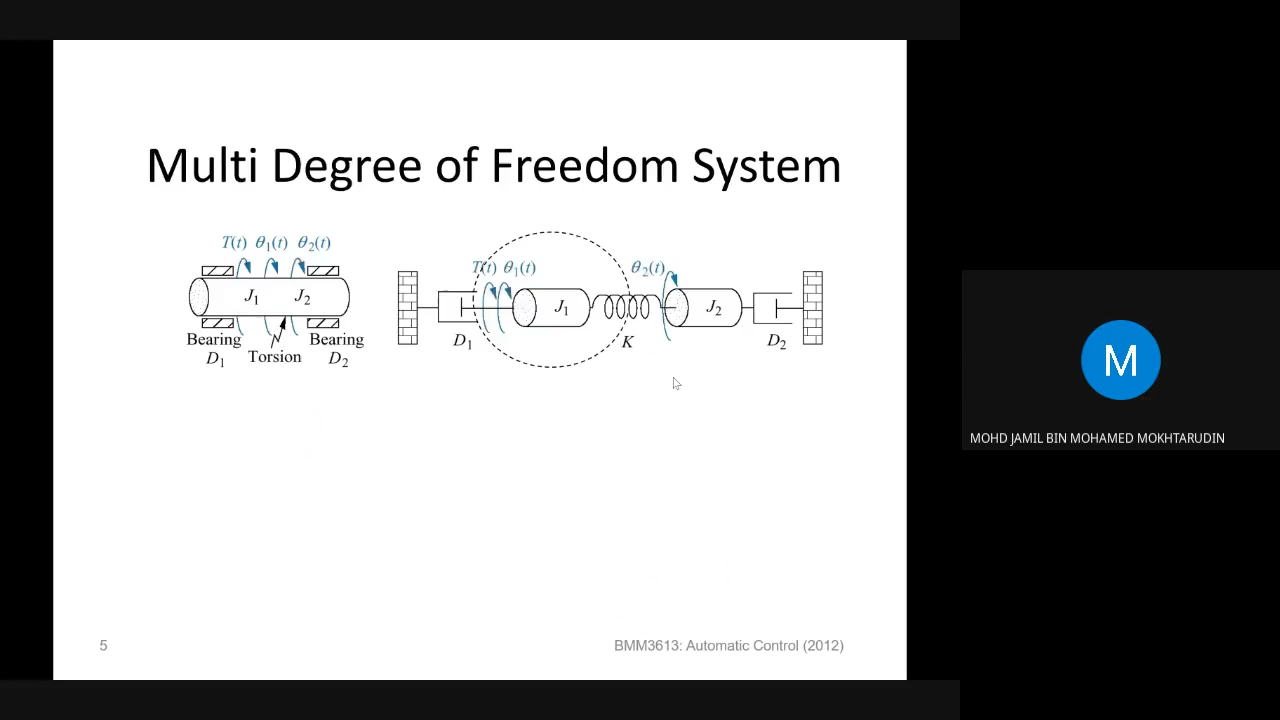 Multi Degree of Freedom System
T(t) θ₁(t) θ₂(t)
J₁ J₂
Bearing Bearing
D₁ Torsion D₂
T(t) θ₁(t) θ₂(t)
J₁ J₂
D₁ K D₂
5
BMM3613: Automatic Control (2012)
M
MOHD JAMIL BIN MOHAMED MOKHTARUDIN